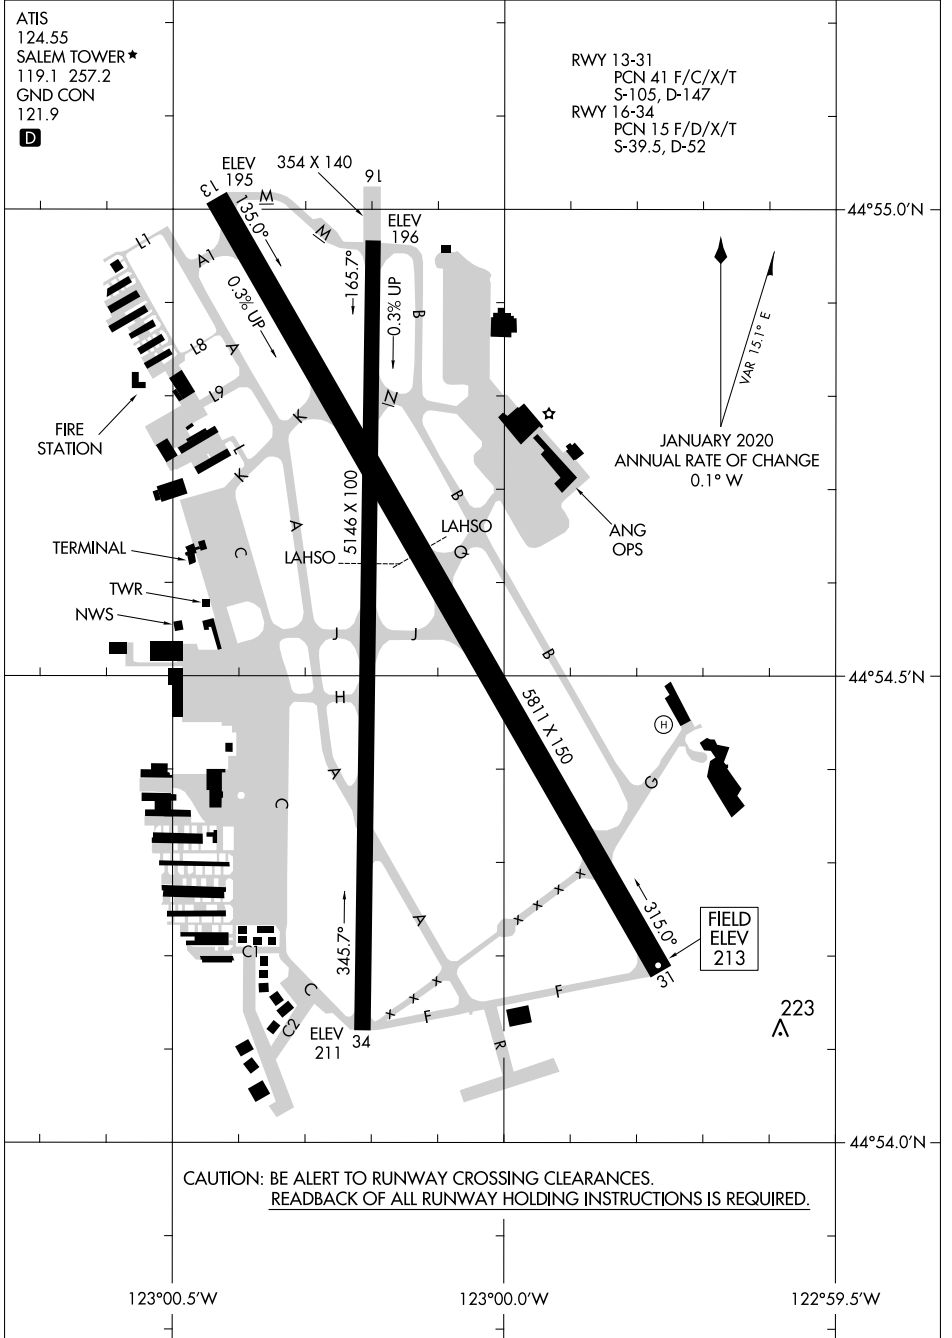 ATIS
124.55
SALEM TOWER★
119.1 257.2
GND CON
121.9
D
RWY 13-31
PCN 41 F/C/X/T
S-105, D-147
RWY 16-34
PCN 15 F/D/X/T
S-39.5, D-52
ELEV
195
354 X 140
16
13
M
135.0°
ELEV
196
44°55.0'N
L1
M
A1
165.7°
0.3% UP
0.3% UP
B
VAR 15.1° E
A
L8
L9
Z
K
FIRE
STATION
JANUARY 2020
ANNUAL RATE OF CHANGE
0.1° W
L
K
B
5146 X 100
A
LAHSO
ANG
OPS
TERMINAL
C
LAHSO
Q
TWR
NWS
J
J
B
44°54.5'N
H
5811 X 150
H
A
G
C
A
315.0°
FIELD
ELEV
213
345.7°
C1
31
C
F
F
223
C2
ELEV
211
34
R
44°54.0'N
CAUTION: BE ALERT TO RUNWAY CROSSING CLEARANCES.
READBACK OF ALL RUNWAY HOLDING INSTRUCTIONS IS REQUIRED.
123°00.5'W
123°00.0'W
122°59.5'W